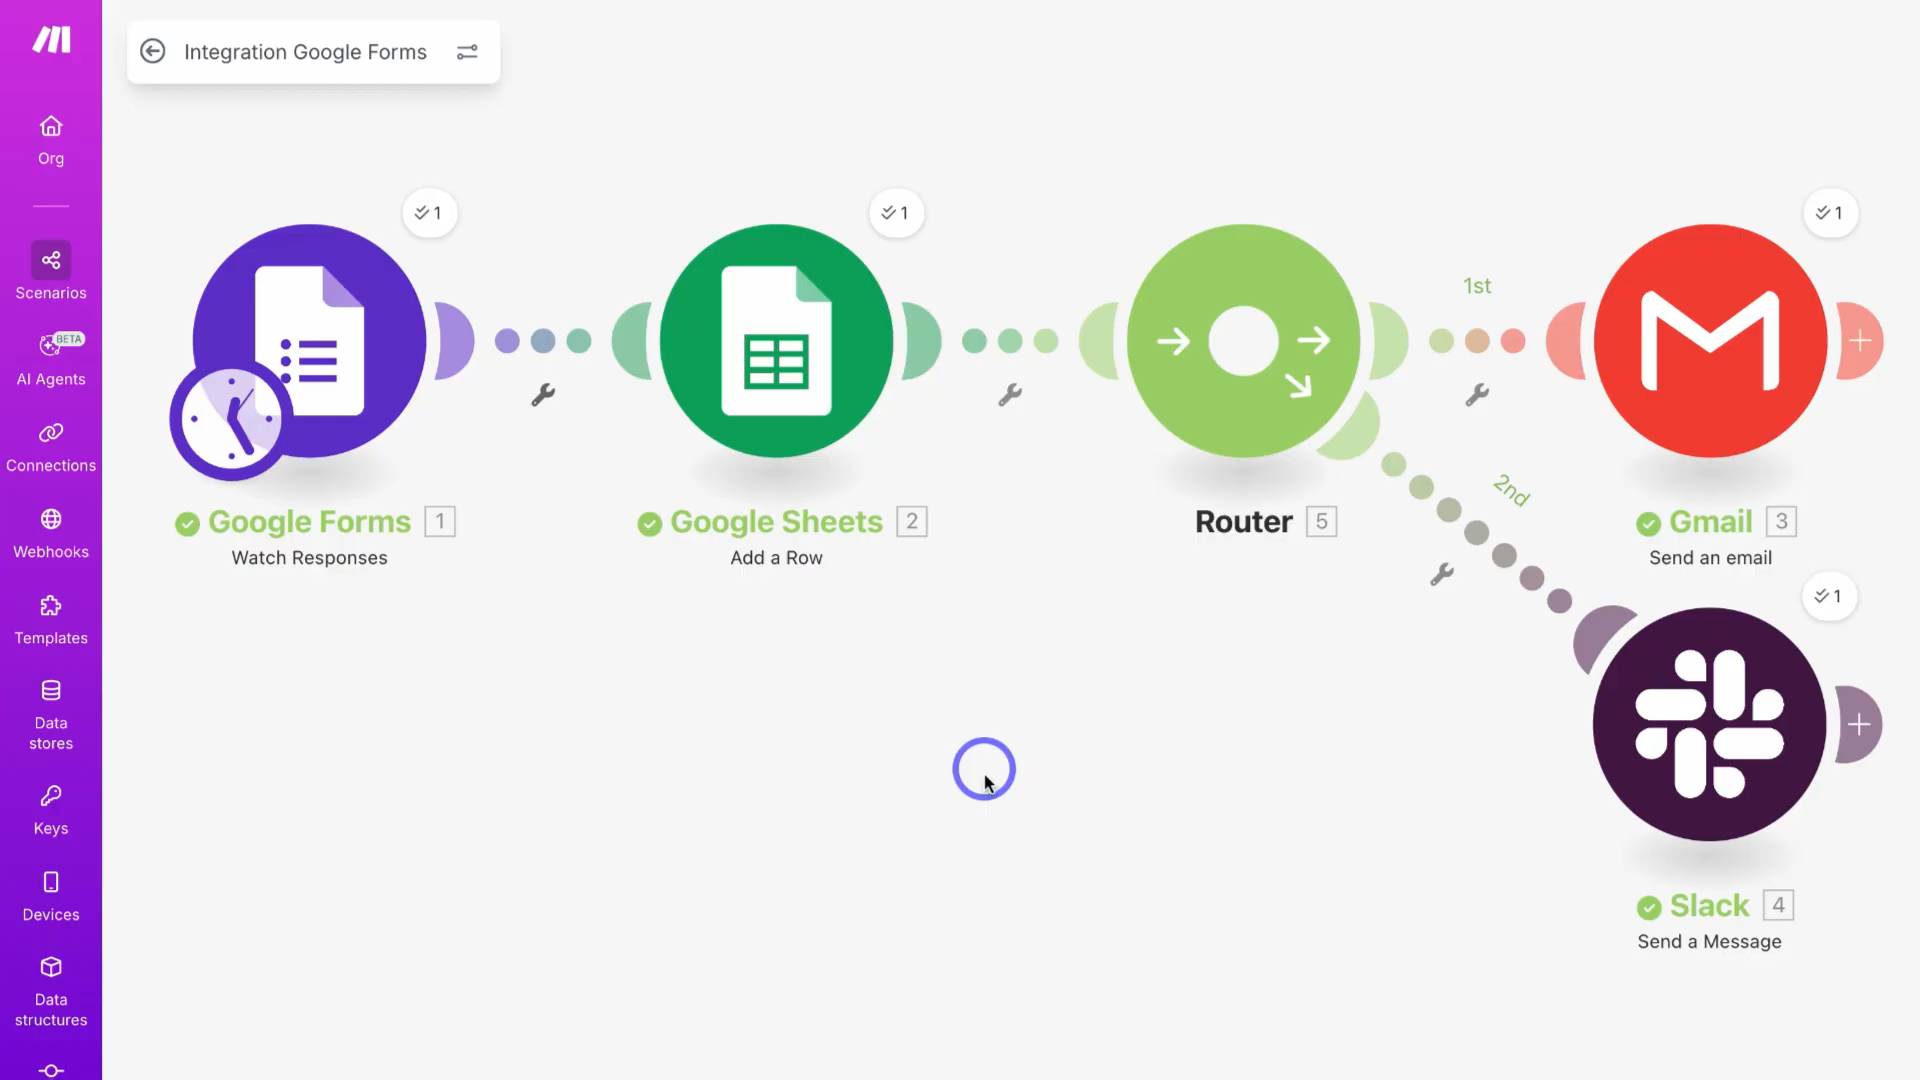 Integration Google Forms
Org
Scenarios
BETA
AI Agents
Connections
Webhooks
Templates
Data
stores
Keys
Devices
Data
structures
1
Google Forms 1
Watch Responses
1
Google Sheets 2
Add a Row
Router 5
1st
2nd
1
Gmail 3
Send an email
1
Slack 4
Send a Message